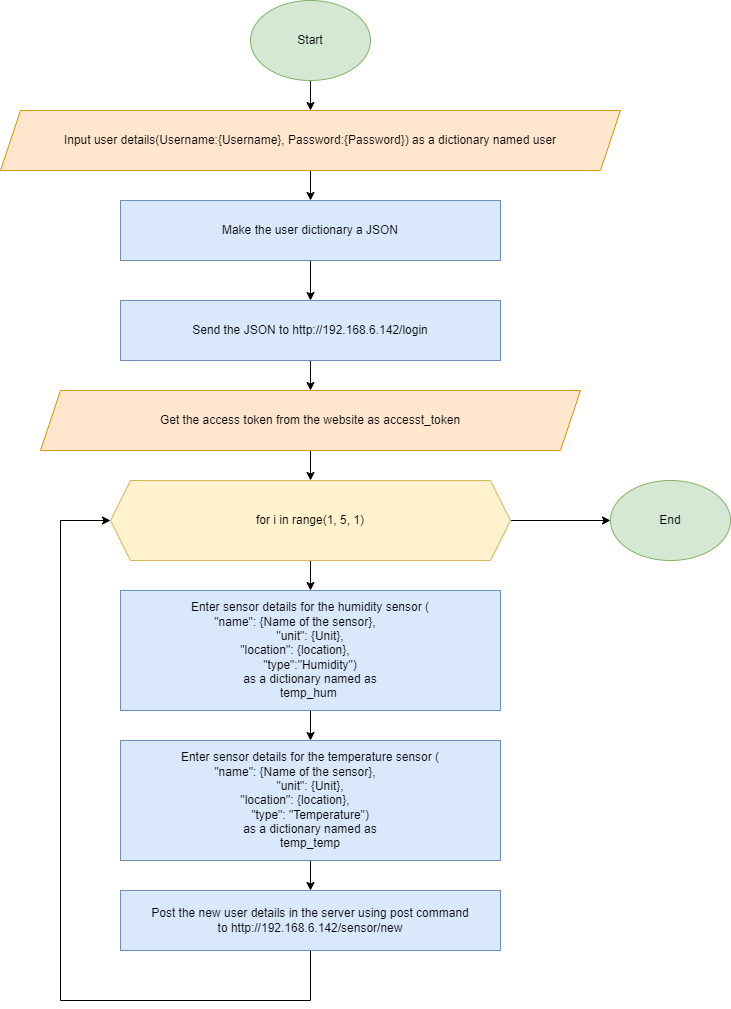 Start
Input user details(Username:{Username}, Password:{Password}) as a dictionary named user
Make the user dictionary a JSON
Send the JSON to http://192.168.6.142/login
Get the access token from the website as accesst_token
for i in range(1, 5, 1)
End
Enter sensor details for the humidity sensor (
"name": {Name of the sensor},
"unit": {Unit},
"location": {location},
"type":"Humidity")
as a dictionary named as
temp_hum
Enter sensor details for the temperature sensor (
"name": {Name of the sensor},
"unit": {Unit},
"location": {location},
"type": "Temperature")
as a dictionary named as
temp_temp
Post the new user details in the server using post command
to http://192.168.6.142/sensor/new